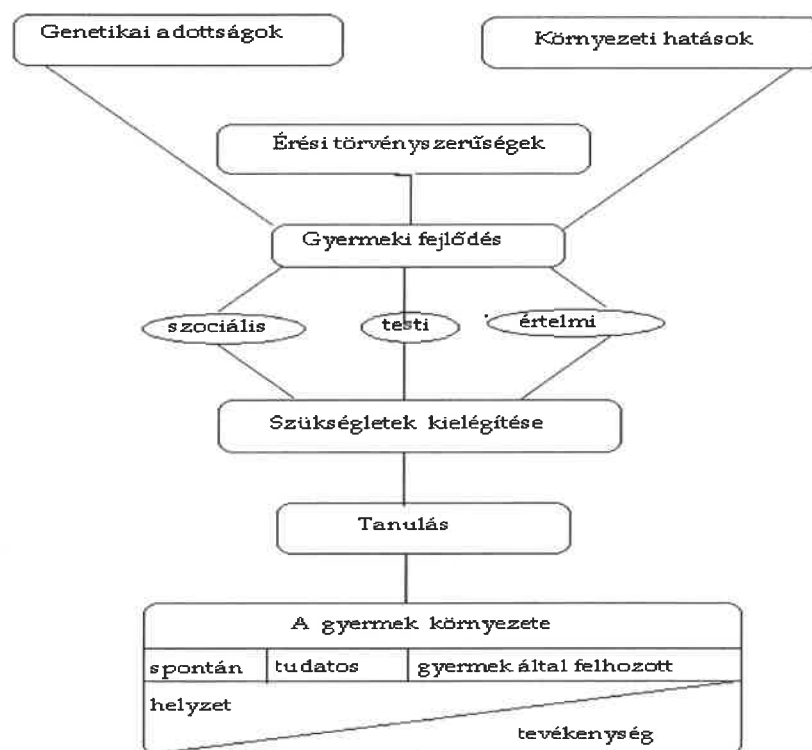 Genetikai adottságok
Környezeti hatások
Érési törvényszerűségek
Gyermeki fejlődés
szociális
testi
értelmi
Szükségletek kielégítése
Tanulás
A gyermek környezete
spontán
tudatos
gyermek által felhozott
helyzet
tevékenység